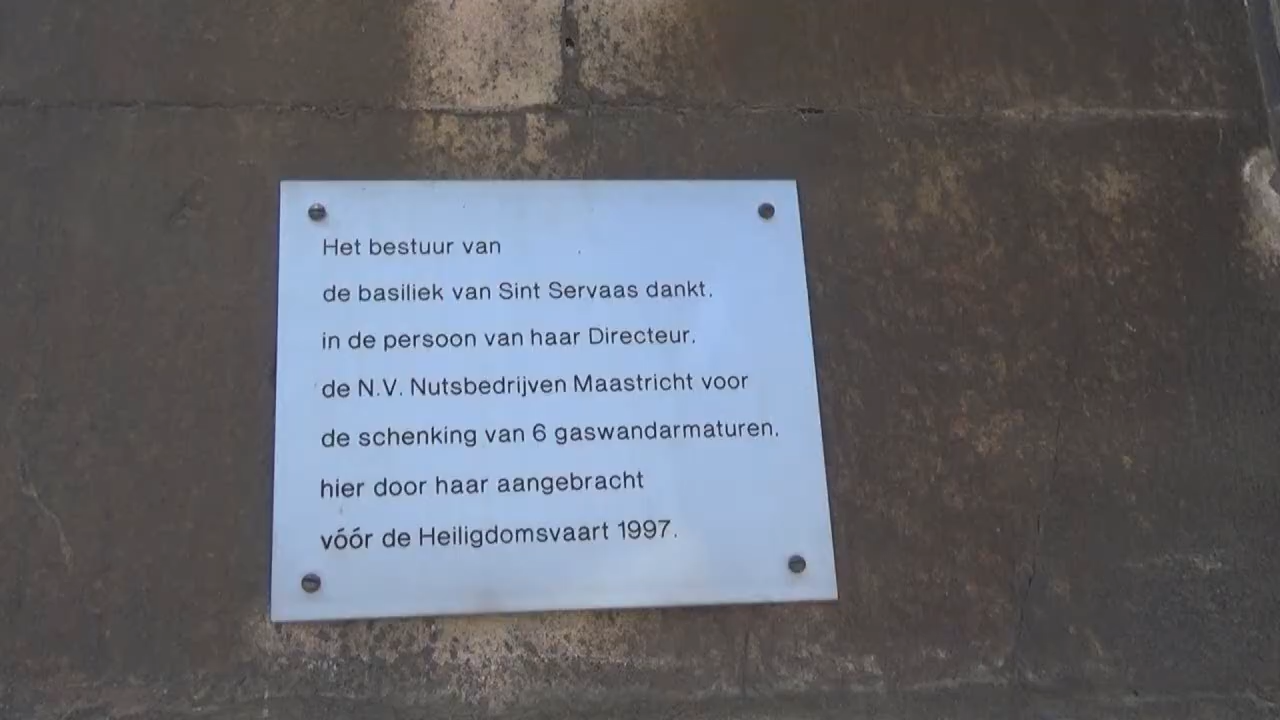 Het bestuur van
de basiliek van Sint Servaas dankt,
in de persoon van haar Directeur,
de N.V. Nutsbedrijven Maastricht voor
de schenking van 6 gaswandarmaturen,
hier door haar aangebracht
vóór de Heiligdomsvaart 1997.